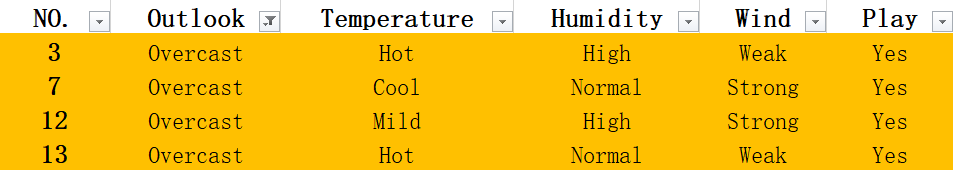 NO. Outlook Temperature Humidity Wind Play
3 Overcast Hot High Weak Yes
7 Overcast Cool Normal Strong Yes
12 Overcast Mild High Strong Yes
13 Overcast Hot Normal Weak Yes